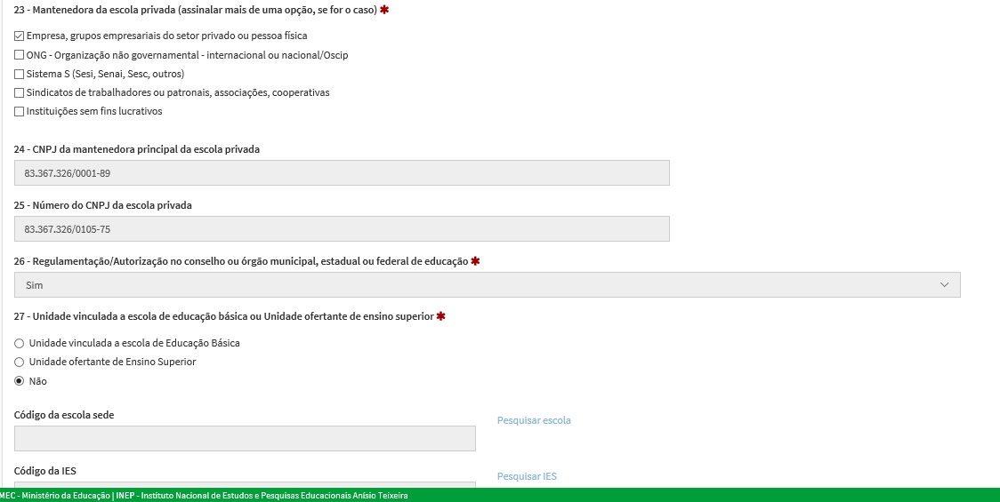 23 - Mantenedora da escola privada (assinalar mais de uma opção, se for o caso) ✱
Empresa, grupos empresariais do setor privado ou pessoa física
ONG - Organização não governamental - internacional ou nacional/Oscip
Sistema S (Sesi, Senai, Sesc, outros)
Sindicatos de trabalhadores ou patronais, associações, cooperativas
Instituições sem fins lucrativos
24 - CNPJ da mantenedora principal da escola privada
83.367.326/0001-89
25 - Número do CNPJ da escola privada
83.367.326/0105-75
26 - Regulamentação/Autorização no conselho ou órgão municipal, estadual ou federal de educação ✱
Sim
27 - Unidade vinculada a escola de educação básica ou Unidade ofertante de ensino superior ✱
Unidade vinculada a escola de Educação Básica
Unidade ofertante de Ensino Superior
Não
Código da escola sede
Pesquisar escola
Código da IES
Pesquisar IES
MEC - Ministério da Educação | INEP - Instituto Nacional de Estudos e Pesquisas Educacionais Anísio Teixeira